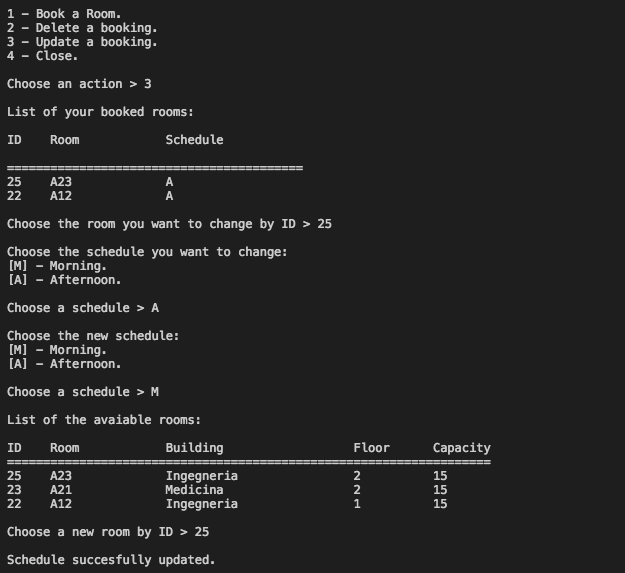 1 – Book a Room.
2 – Delete a booking.
3 – Update a booking.
4 – Close.
Choose an action > 3
List of your booked rooms:
ID    Room            Schedule
=========================================
25    A23             A
22    A12             A
Choose the room you want to change by ID > 25
Choose the schedule you want to change:
[M] – Morning.
[A] – Afternoon.
Choose a schedule > A
Choose the new schedule:
[M] – Morning.
[A] – Afternoon.
Choose a schedule > M
List of the avaiable rooms:
ID    Room            Building                  Floor      Capacity
===================================================================
25    A23             Ingegneria                2          15
23    A21             Medicina                  2          15
22    A12             Ingegneria                1          15
Choose a new room by ID > 25
Schedule succesfully updated.